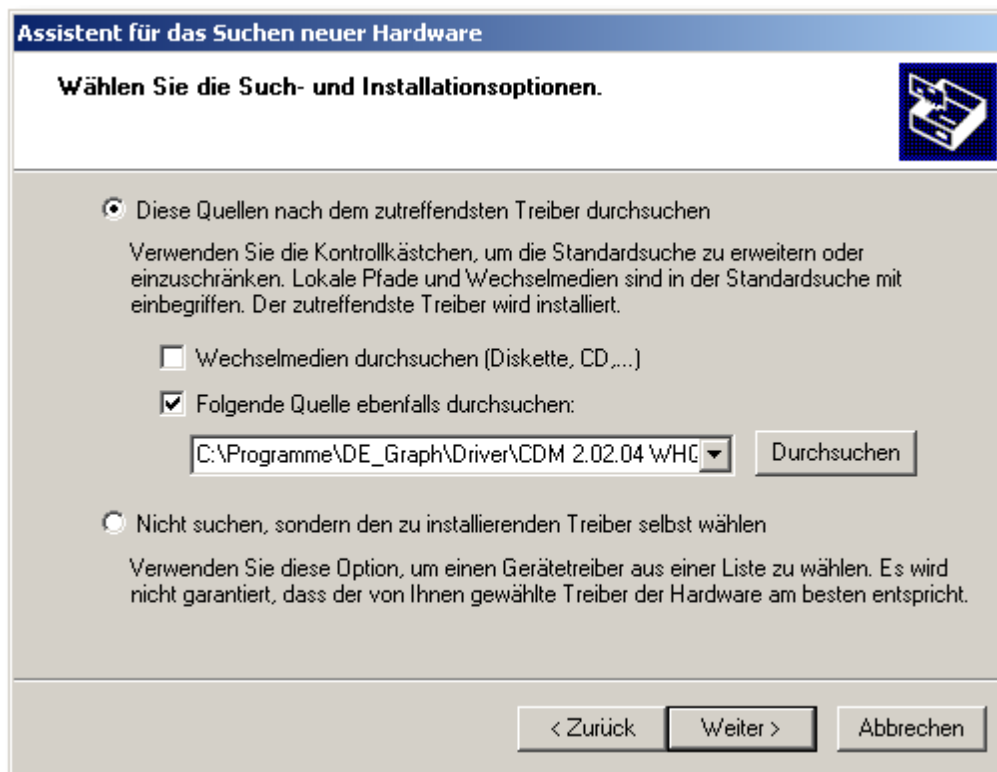 Assistent für das Suchen neuer Hardware
Wählen Sie die Such- und Installationsoptionen.
Diese Quellen nach dem zutreffendsten Treiber durchsuchen
Verwenden Sie die Kontrollkästchen, um die Standardsuche zu erweitern oder
einzuschränken. Lokale Pfade und Wechselmedien sind in der Standardsuche mit
einbegriffen. Der zutreffendste Treiber wird installiert.
Wechselmedien durchsuchen (Diskette, CD,...)
Folgende Quelle ebenfalls durchsuchen:
C:\Programme\DE_Graph\Driver\CDM 2.02.04 WHQ
Durchsuchen
Nicht suchen, sondern den zu installierenden Treiber selbst wählen
Verwenden Sie diese Option, um einen Gerätetreiber aus einer Liste zu wählen. Es wird
nicht garantiert, dass der von Ihnen gewählte Treiber der Hardware am besten entspricht.
< Zurück Weiter > Abbrechen